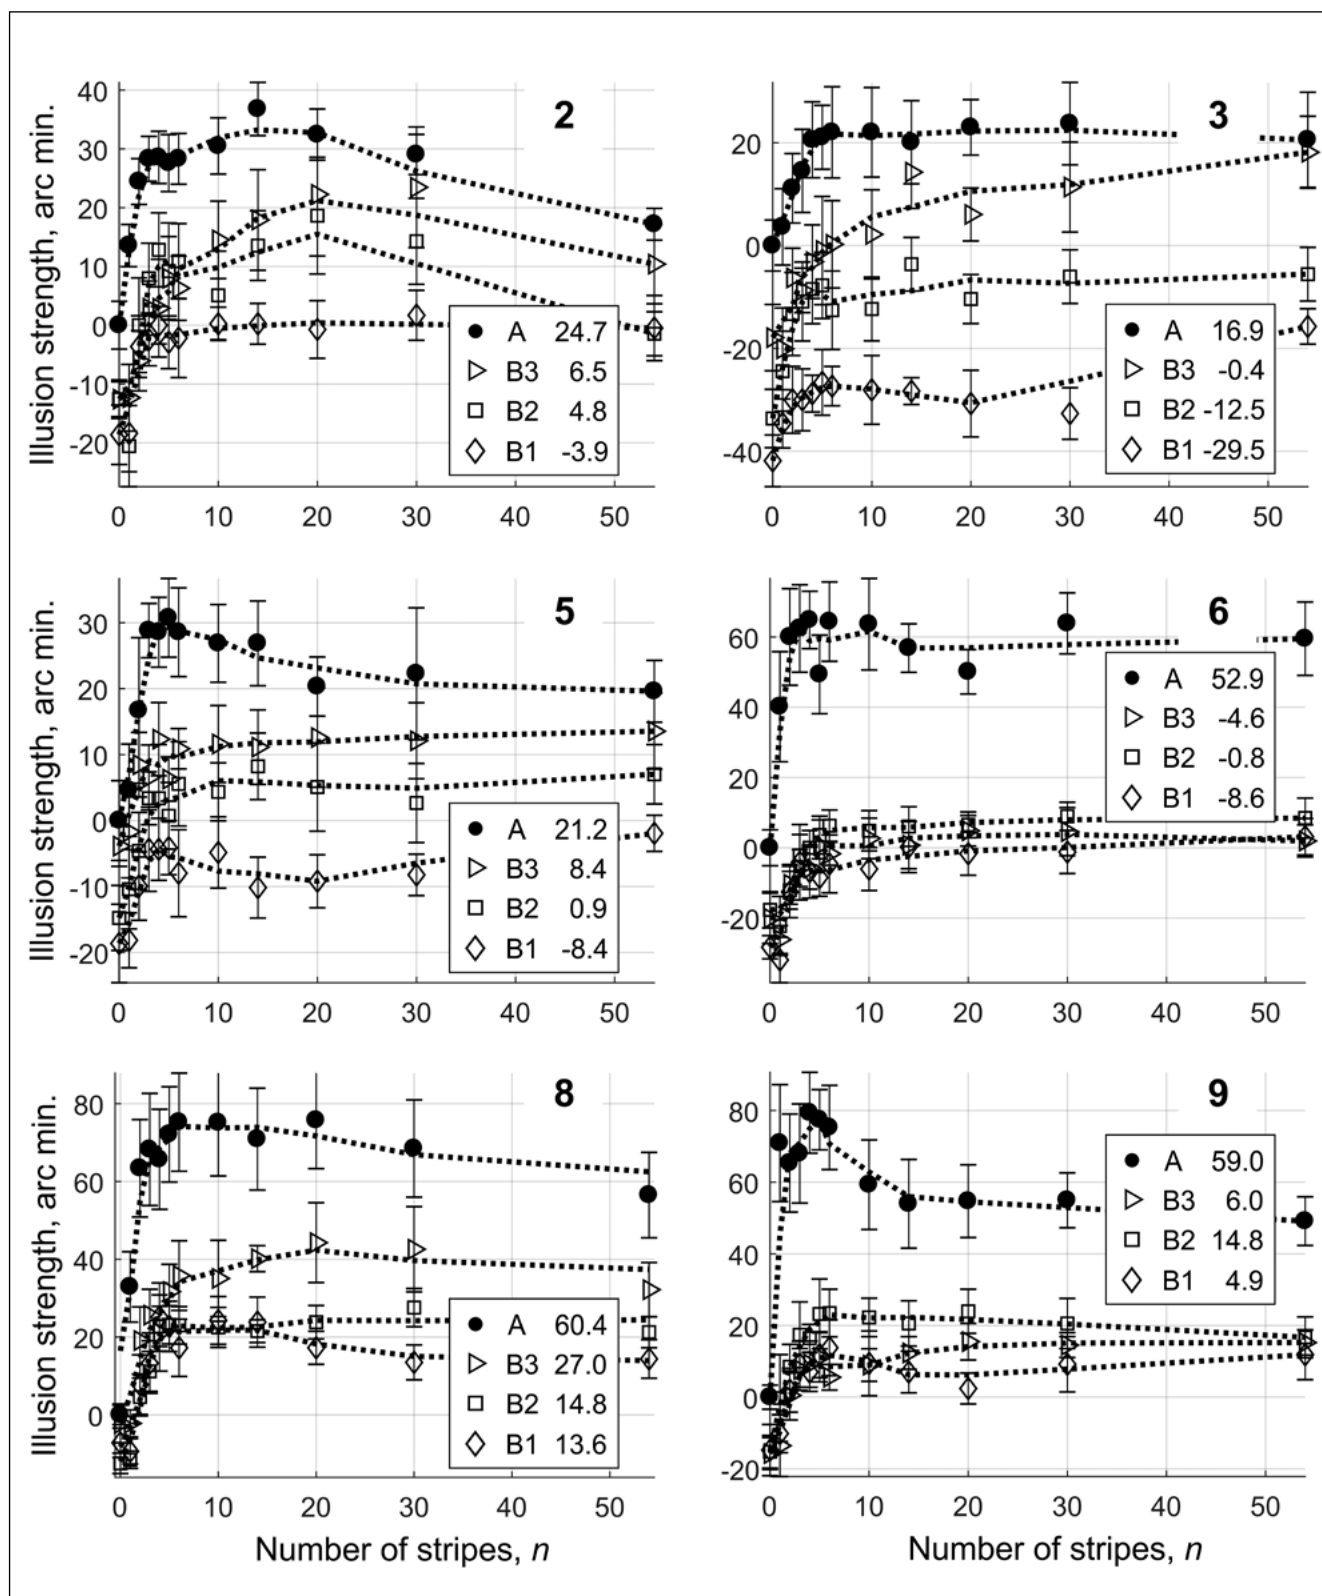 2
Illusion strength, arc min.
40
30
20
10
0
-10
-20
A 24.7
B3 6.5
B2 4.8
B1 -3.9
0 10 20 30 40 50
3
20
0
-20
-40
A 16.9
B3 -0.4
B2 -12.5
B1 -29.5
0 10 20 30 40 50
5
Illusion strength, arc min.
30
20
10
0
-10
-20
A 21.2
B3 8.4
B2 0.9
B1 -8.4
0 10 20 30 40 50
6
60
40
20
0
-20
A 52.9
B3 -4.6
B2 -0.8
B1 -8.6
0 10 20 30 40 50
8
Illusion strength, arc min.
80
60
40
20
0
A 60.4
B3 27.0
B2 14.8
B1 13.6
0 10 20 30 40 50
Number of stripes, n
9
80
60
40
20
0
-20
A 59.0
B3 6.0
B2 14.8
B1 4.9
0 10 20 30 40 50
Number of stripes, n